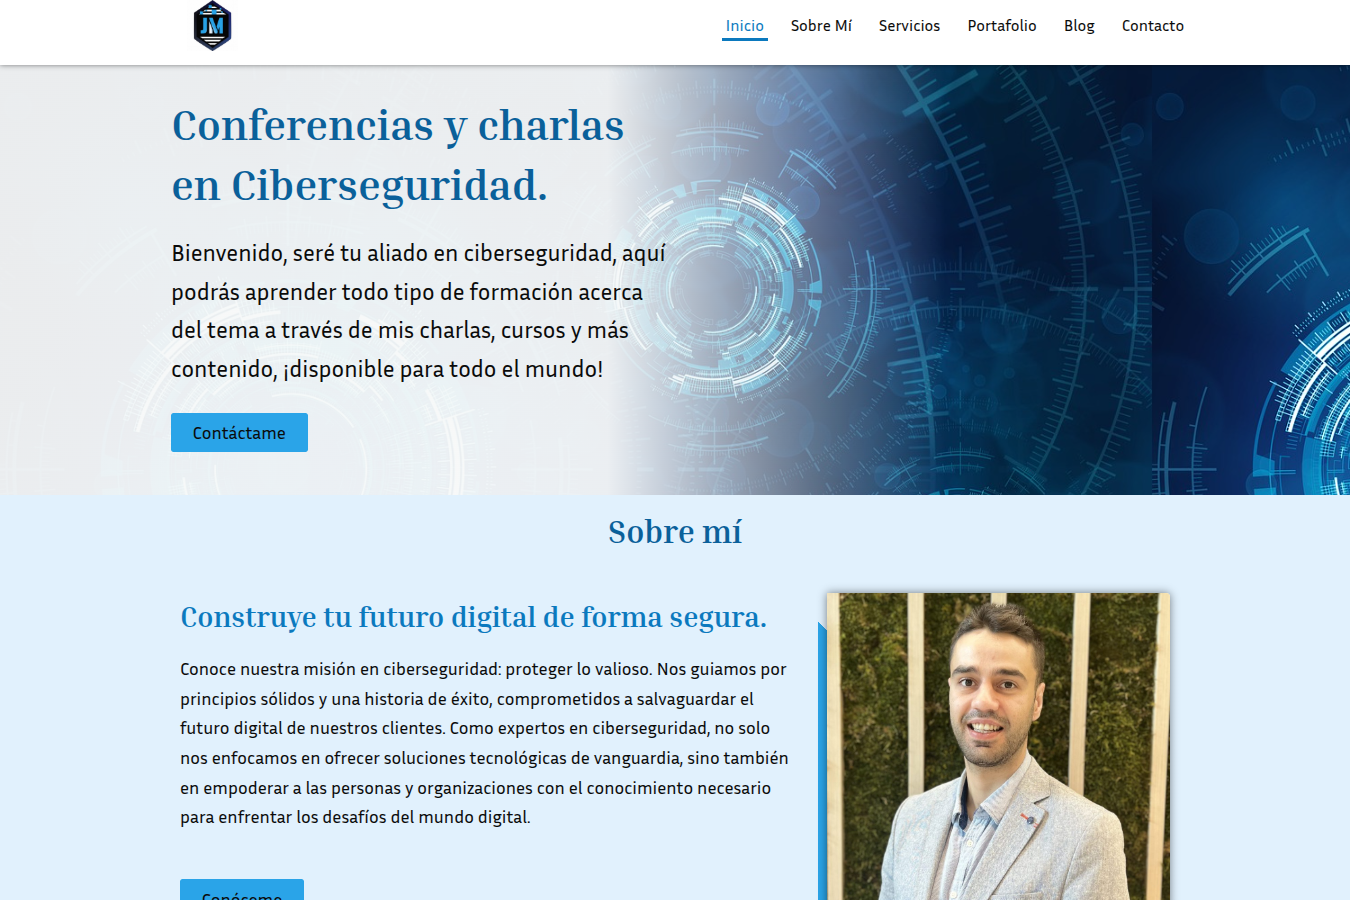 JM
Inicio Sobre Mí Servicios Portafolio Blog Contacto
Conferencias y charlas
en Ciberseguridad.
Bienvenido, seré tu aliado en ciberseguridad, aquí
podrás aprender todo tipo de formación acerca
del tema a través de mis charlas, cursos y más
contenido, ¡disponible para todo el mundo!
Contáctame
Sobre mí
Construye tu futuro digital de forma segura.
Conoce nuestra misión en ciberseguridad: proteger lo valioso. Nos guiamos por
principios sólidos y una historia de éxito, comprometidos a salvaguardar el
futuro digital de nuestros clientes. Como expertos en ciberseguridad, no solo
nos enfocamos en ofrecer soluciones tecnológicas de vanguardia, sino también
en empoderar a las personas y organizaciones con el conocimiento necesario
para enfrentar los desafíos del mundo digital.
Conóceme